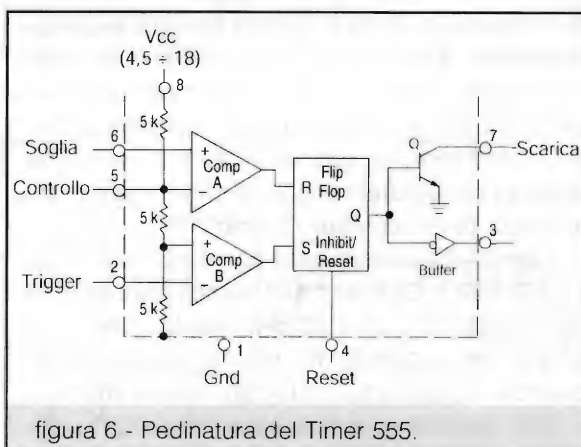 Vcc
(4,5 ÷ 18)
8
5 k
6
Soglia
+
Comp
A
−
5
Controllo
5 k
+
Comp
B
−
2
Trigger
5 k
R
Flip
Flop
Q
S
Inhibit/
Reset
Q
7
Scarica
3
Buffer
1
Gnd
4
Reset
figura 6 - Pedinatura del Timer 555.